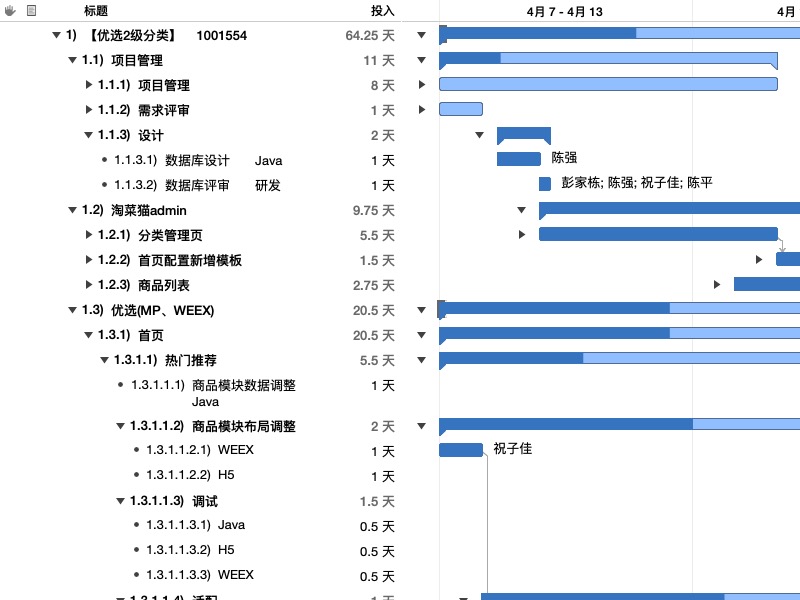 标题 投入 4月 7 - 4月 13 4月
1) 【优选2级分类】 1001554 64.25 天
1.1) 项目管理 11 天
1.1.1) 项目管理 8 天
1.1.2) 需求评审 1 天
1.1.3) 设计 2 天
1.1.3.1) 数据库设计 Java 1 天 陈强
1.1.3.2) 数据库评审 研发 1 天 彭家栋; 陈强; 祝子佳; 陈平
1.2) 淘菜猫admin 9.75 天
1.2.1) 分类管理页 5.5 天
1.2.2) 首页配置新增模板 1.5 天
1.2.3) 商品列表 2.75 天
1.3) 优选(MP、WEEX) 20.5 天
1.3.1) 首页 20.5 天
1.3.1.1) 热门推荐 5.5 天
1.3.1.1.1) 商品模块数据调整 1 天
Java
1.3.1.1.2) 商品模块布局调整 2 天
1.3.1.1.2.1) WEEX 1 天 祝子佳
1.3.1.1.2.2) H5 1 天
1.3.1.1.3) 调试 1.5 天
1.3.1.1.3.1) Java 0.5 天
1.3.1.1.3.2) H5 0.5 天
1.3.1.1.3.3) WEEX 0.5 天
1.3.1.1.4) 适配 1 天